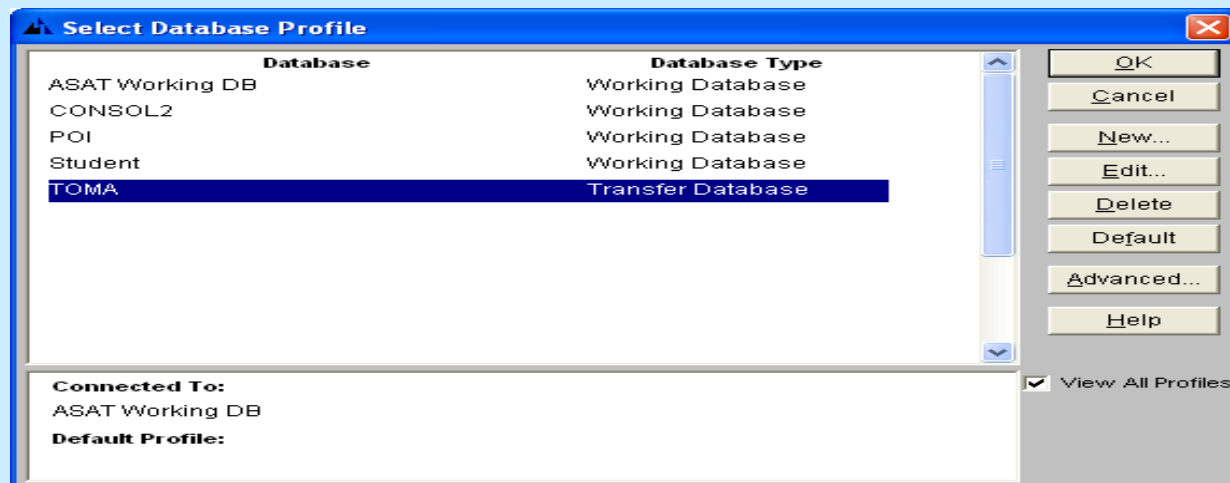 Select Database Profile
Database Database Type
ASAT Working DB Working Database
CONSOL2 Working Database
POI Working Database
Student Working Database
TOMA Transfer Database
OK
Cancel
New...
Edit...
Delete
Default
Advanced...
Help
View All Profiles
Connected To:
ASAT Working DB
Default Profile: